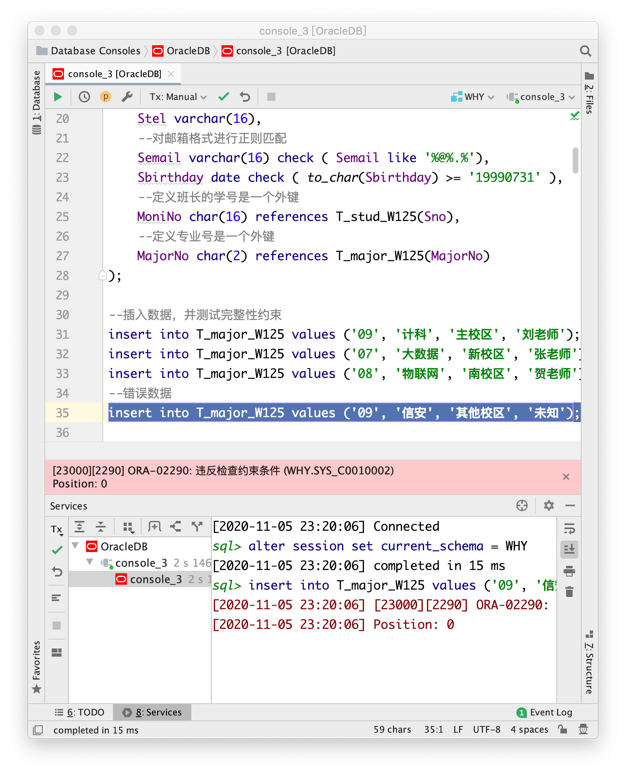 console_3 [OracleDB]
Database Consoles OracleDB console_3 [OracleDB]
1: Database
console_3 [OracleDB]
2: Files
Tx: Manual WHY console_3
20 Stel varchar(16),
21 --对邮箱格式进行正则匹配
22 Semail varchar(16) check ( Semail like '%@%.%'),
23 Sbirthday date check ( to_char(Sbirthday) >= '19990731' ),
24 --定义班长的学号是一个外键
25 MoniNo char(16) references T_stud_W125(Sno),
26 --定义专业号是一个外键
27 MajorNo char(2) references T_major_W125(MajorNo)
28 );
29
30 --插入数据，并测试完整性约束
31 insert into T_major_W125 values ('09', '计科', '主校区', '刘老师');
32 insert into T_major_W125 values ('07', '大数据', '新校区', '张老师')
33 insert into T_major_W125 values ('08', '物联网', '南校区', '贺老师')
34 --错误数据
35 insert into T_major_W125 values ('09', '信安', '其他校区', '未知');
36
[23000][2290] ORA-02290: 违反检查约束条件 (WHY.SYS_C0010002)
Position: 0
Services
Tx
OracleDB
console_3 2 s 146
console_3 2 s 1
[2020-11-05 23:20:06] Connected
sql> alter session set current_schema = WHY
[2020-11-05 23:20:06] completed in 15 ms
sql> insert into T_major_W125 values ('09', '信
[2020-11-05 23:20:06] [23000][2290] ORA-02290:
[2020-11-05 23:20:06] Position: 0
Favorites
Z: Structure
6: TODO 8: Services 1 Event Log
completed in 15 ms 59 chars 35:1 LF UTF-8 4 spaces